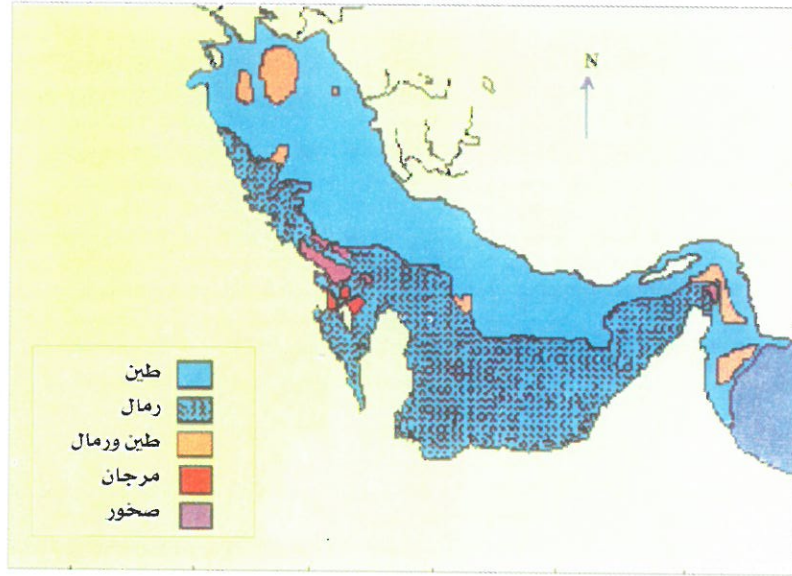 N
طين
رمال
طين ورمال
مرجان
صخور